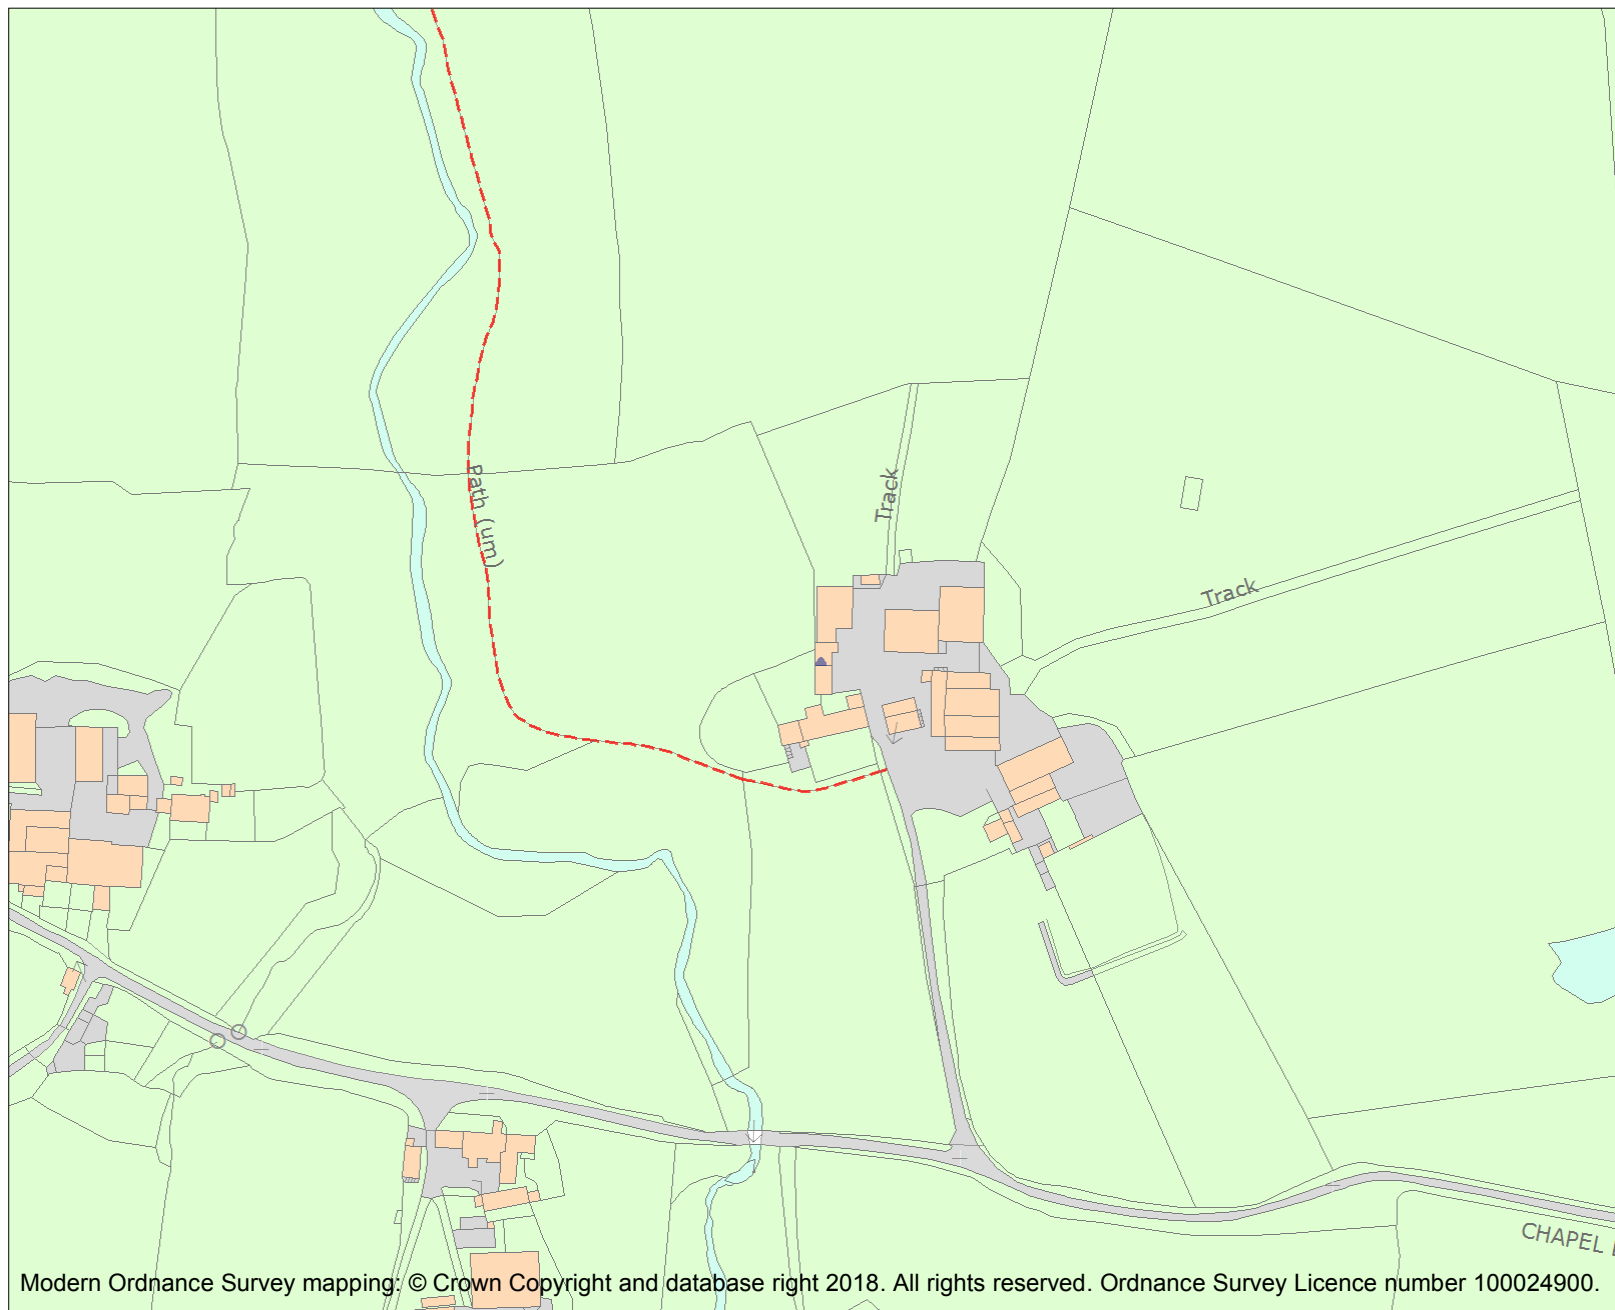 Path (um)
Track
Track
CHAPEL
Modern Ordnance Survey mapping: © Crown Copyright and database right 2018. All rights reserved. Ordnance Survey Licence number 100024900.